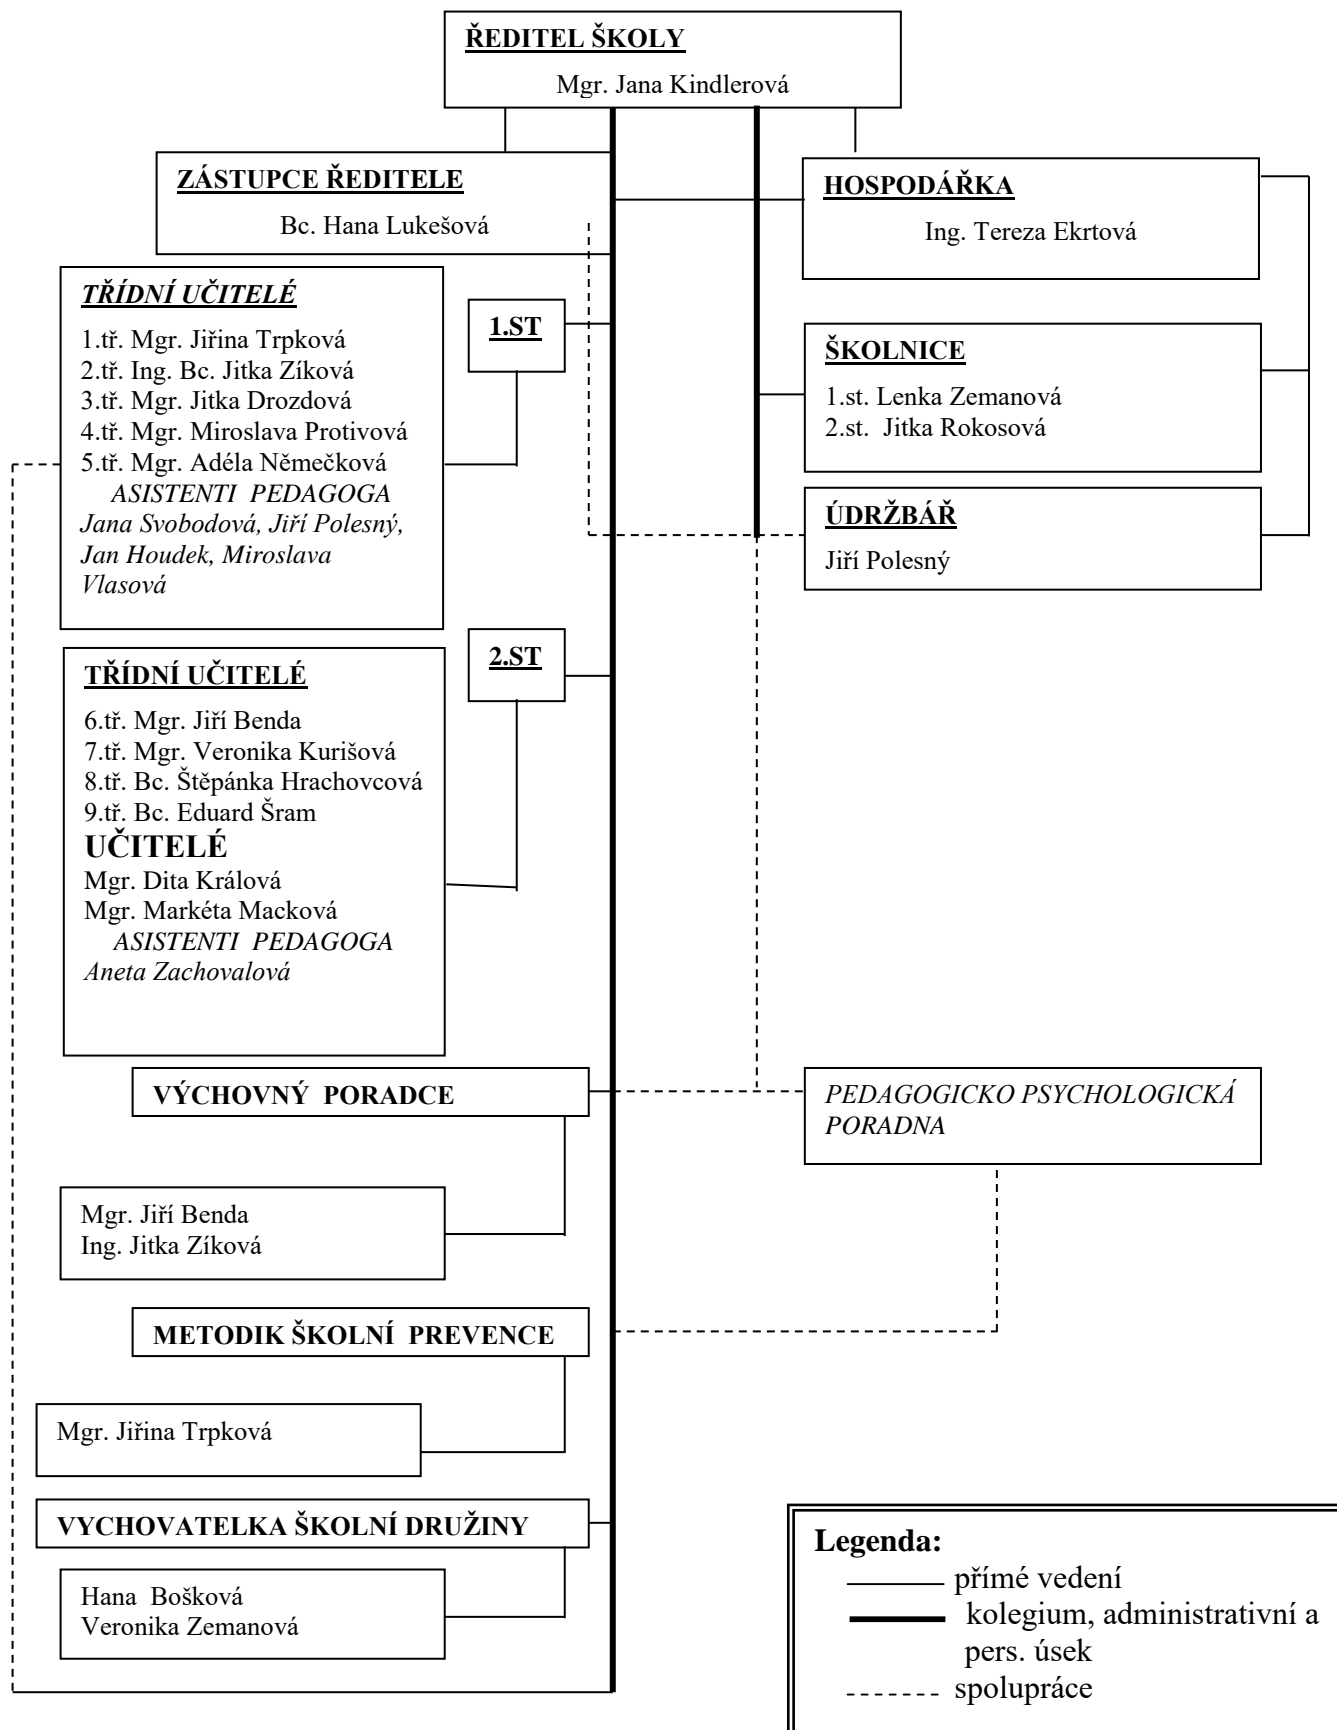 ŘEDITEL ŠKOLY
Mgr. Jana Kindlerová
ZÁSTUPCE ŘEDITELE
Bc. Hana Lukešová
HOSPODÁŘKA
Ing. Tereza Ekrtová
TŘÍDNÍ UČITELÉ
1.tř. Mgr. Jiřina Trpková
2.tř. Ing. Bc. Jitka Zíková
3.tř. Mgr. Jitka Drozdová
4.tř. Mgr. Miroslava Protivová
5.tř. Mgr. Adéla Němečková
ASISTENTI PEDAGOGA
Jana Svobodová, Jiří Polesný,
Jan Houdek, Miroslava
Vlasová
1.ST
ŠKOLNICE
1.st. Lenka Zemanová
2.st. Jitka Rokosová
ÚDRŽBÁŘ
Jiří Polesný
2.ST
TŘÍDNÍ UČITELÉ
6.tř. Mgr. Jiří Benda
7.tř. Mgr. Veronika Kurišová
8.tř. Bc. Štěpánka Hrachovcová
9.tř. Bc. Eduard Šram
UČITELÉ
Mgr. Dita Králová
Mgr. Markéta Macková
ASISTENTI PEDAGOGA
Aneta Zachovalová
VÝCHOVNÝ PORADCE
PEDAGOGICKO PSYCHOLOGICKÁ
PORADNA
Mgr. Jiří Benda
Ing. Jitka Zíková
METODIK ŠKOLNÍ PREVENCE
Mgr. Jiřina Trpková
VYCHOVATELKA ŠKOLNÍ DRUŽINY
Hana Bošková
Veronika Zemanová
Legenda:
přímé vedení
kolegium, administrativní a
pers. úsek
spolupráce